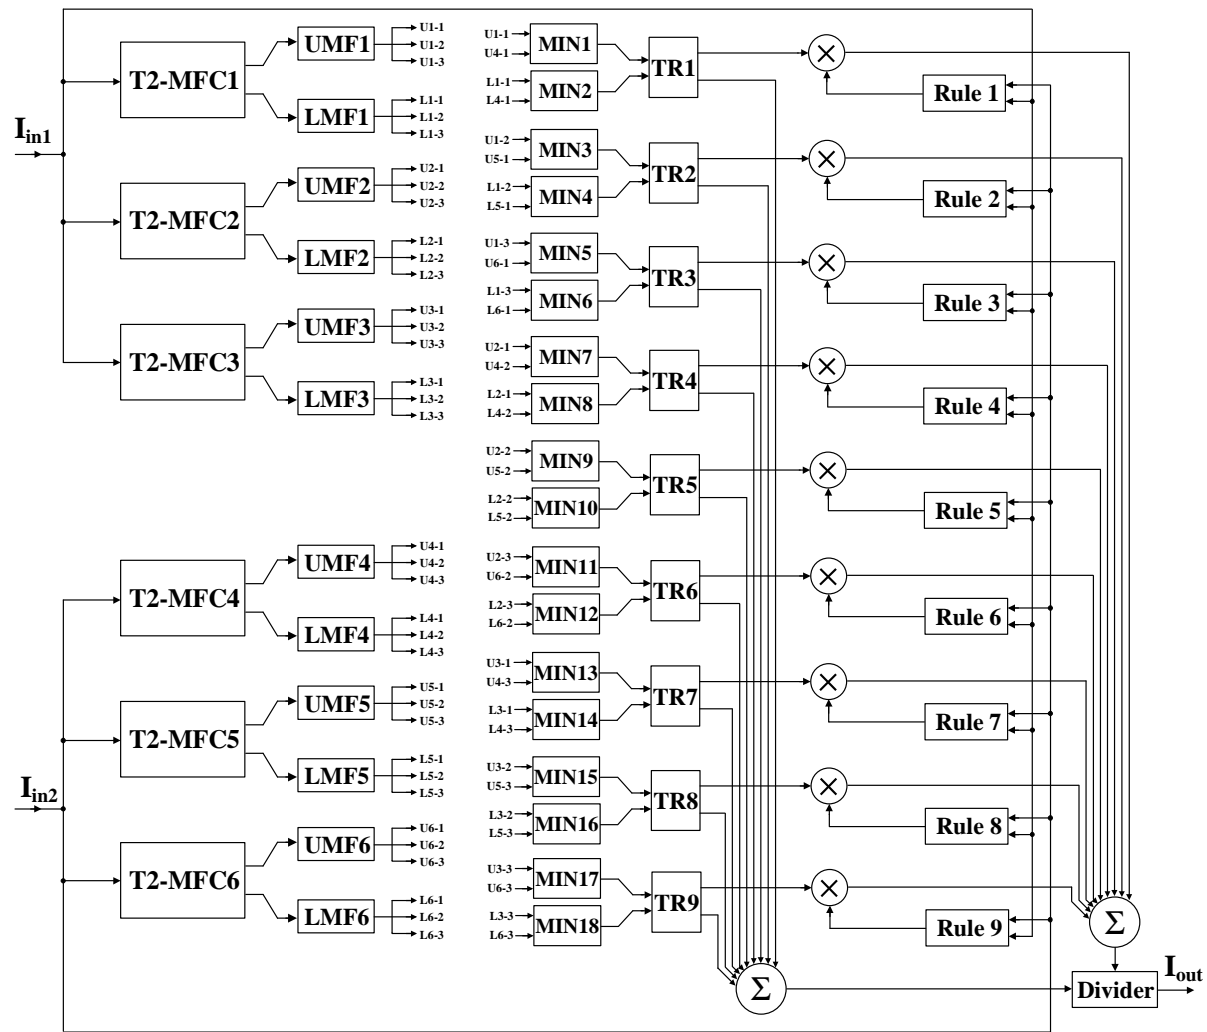 I_in1
T2-MFC1
UMF1
U1-1
U1-2
U1-3
LMF1
L1-1
L1-2
L1-3
T2-MFC2
UMF2
U2-1
U2-2
U2-3
LMF2
L2-1
L2-2
L2-3
T2-MFC3
UMF3
U3-1
U3-2
U3-3
LMF3
L3-1
L3-2
L3-3
I_in2
T2-MFC4
UMF4
U4-1
U4-2
U4-3
LMF4
L4-1
L4-2
L4-3
T2-MFC5
UMF5
U5-1
U5-2
U5-3
LMF5
L5-1
L5-2
L5-3
T2-MFC6
UMF6
U6-1
U6-2
U6-3
LMF6
L6-1
L6-2
L6-3
U1-1
U4-1
MIN1
L1-1
L4-1
MIN2
TR1
×
Rule 1
U1-2
U5-1
MIN3
L1-2
L5-1
MIN4
TR2
×
Rule 2
U1-3
U6-1
MIN5
L1-3
L6-1
MIN6
TR3
×
Rule 3
U2-1
U4-2
MIN7
L2-1
L4-2
MIN8
TR4
×
Rule 4
U2-2
U5-2
MIN9
L2-2
L5-2
MIN10
TR5
×
Rule 5
U2-3
U6-2
MIN11
L2-3
L6-2
MIN12
TR6
×
Rule 6
U3-1
U4-3
MIN13
L3-1
L4-3
MIN14
TR7
×
Rule 7
U3-2
U5-3
MIN15
L3-2
L5-3
MIN16
TR8
×
Rule 8
U3-3
U6-3
MIN17
L3-3
L6-3
MIN18
TR9
×
Rule 9
Σ
Σ
Divider
I_out